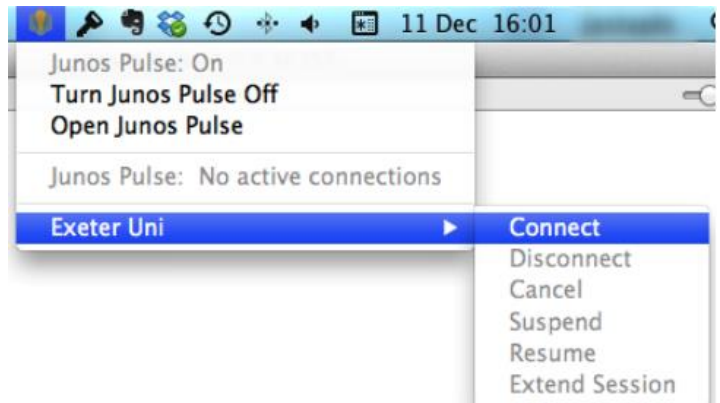 11 Dec 16:01
Junos Pulse: On
Turn Junos Pulse Off
Open Junos Pulse
Junos Pulse: No active connections
Exeter Uni
Connect
Disconnect
Cancel
Suspend
Resume
Extend Session